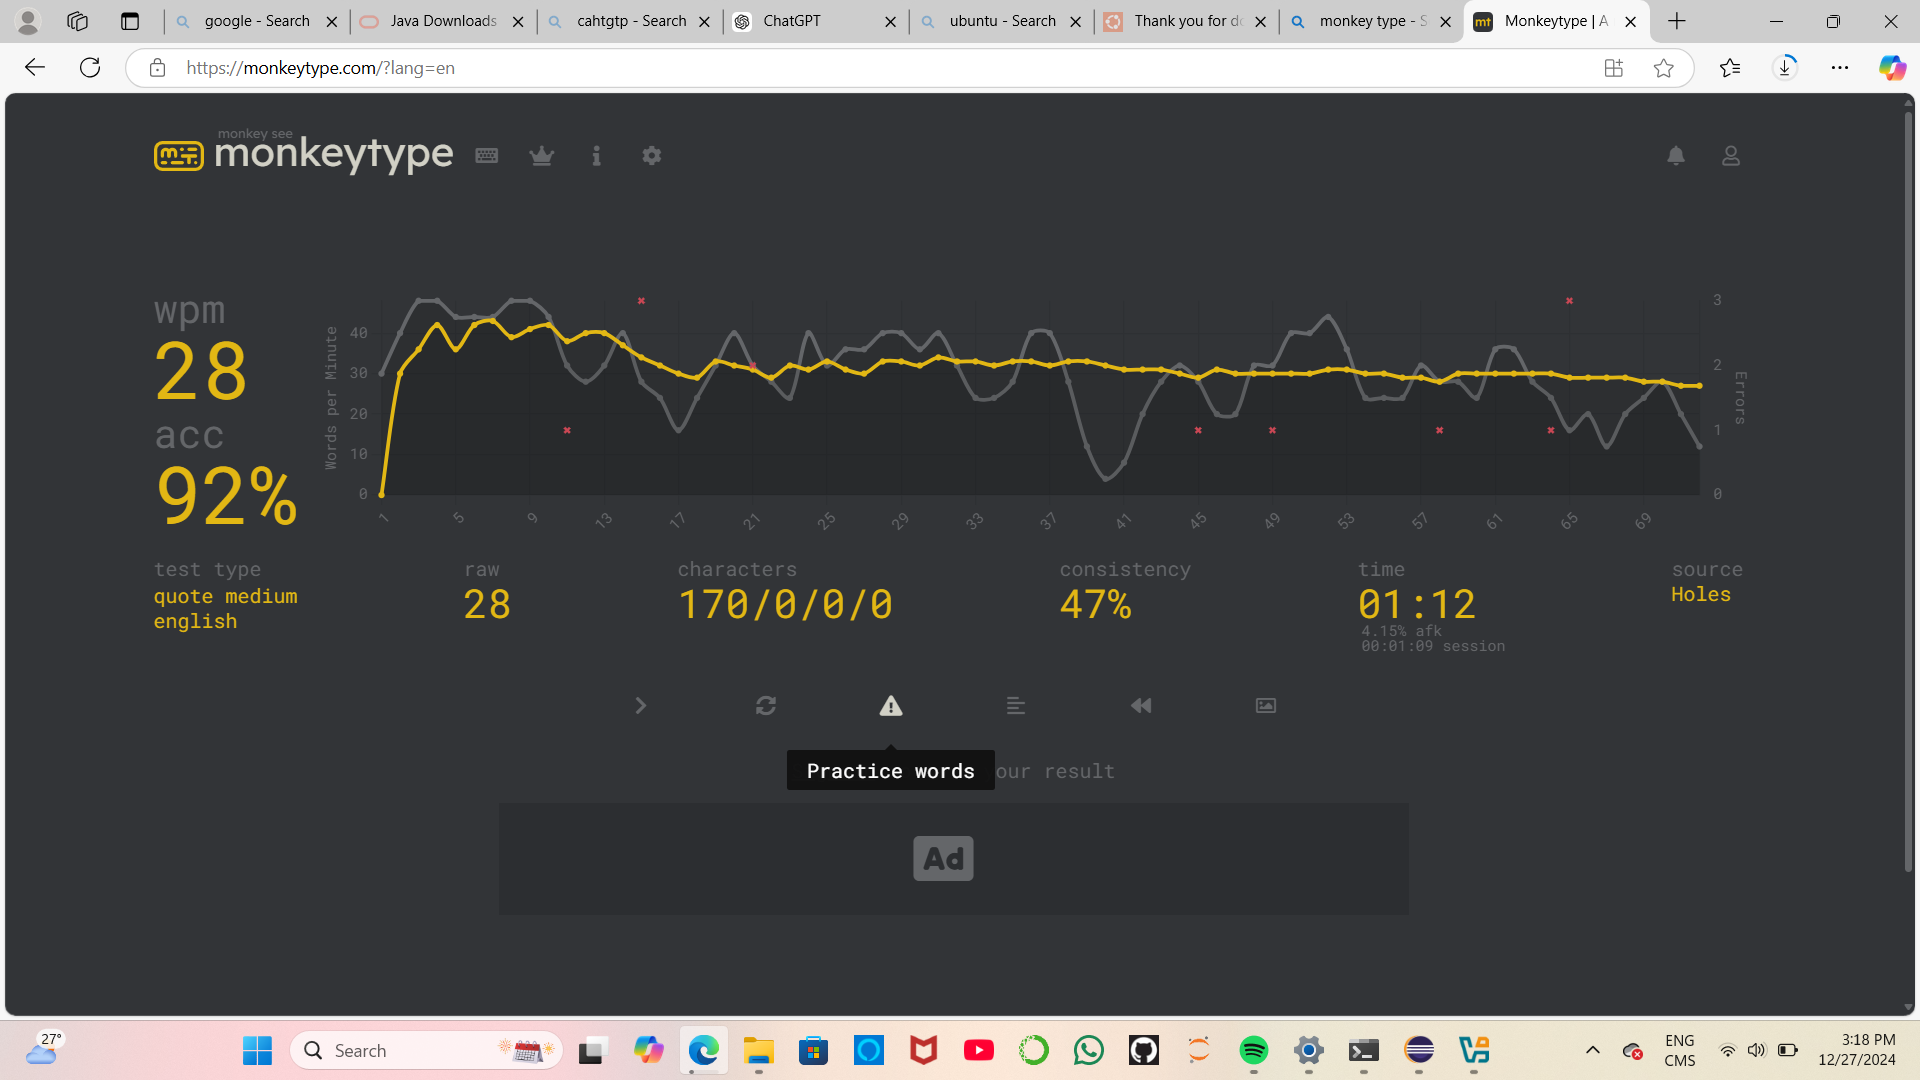 google - Search
Java Downloads
cahtgtp - Search
ChatGPT
ubuntu - Search
Thank you for do
monkey type - S
Monkeytype | A
https://monkeytype.com/?lang=en
monkey see
monkeytype
wpm
28
acc
92%
Words per Minute
40
30
20
10
0
3
2
1
0
Errors
1 5 9 13 17 21 25 29 33 37 41 45 49 53 57 61 65 69
test type
quote medium
english
raw
28
characters
170/0/0/0
consistency
47%
time
01:12
4.15% afk
00:01:09 session
source
Holes
Practice words
our result
Ad
27°
Search
ENG
CMS
3:18 PM
12/27/2024